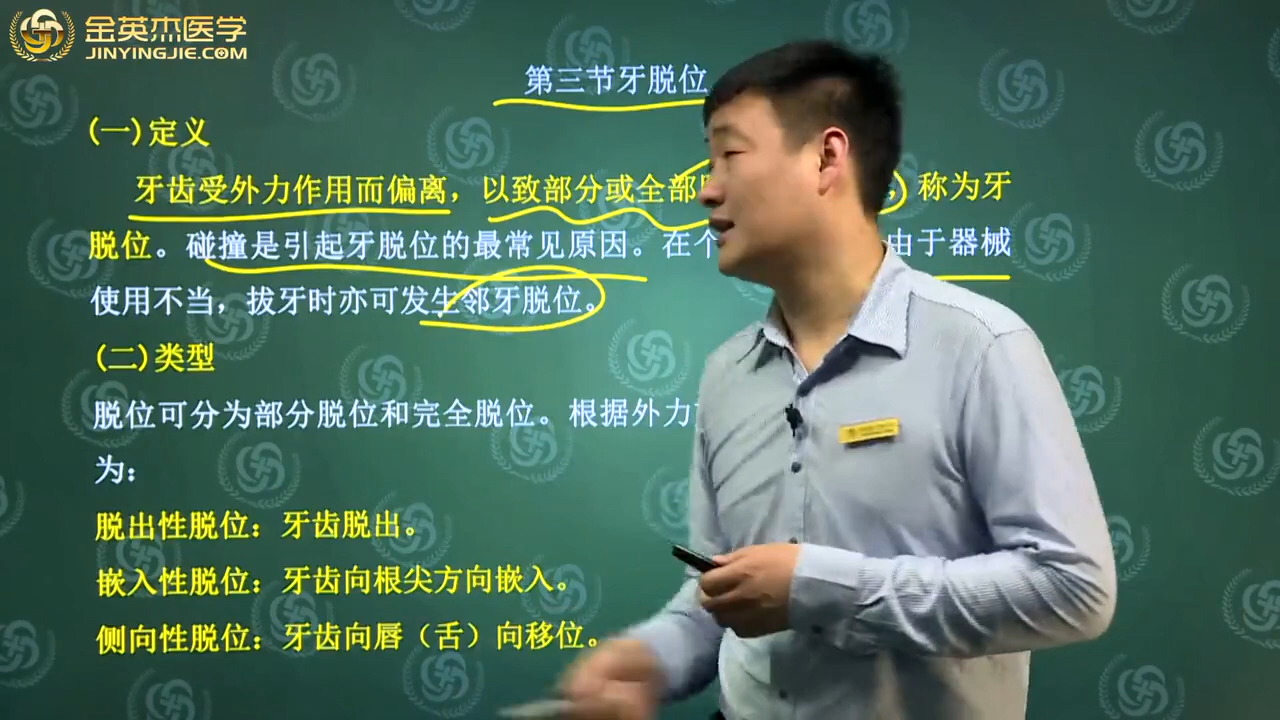 金英杰医学
JINYINGJIE.COM
第三节牙脱位
(一)定义
牙齿受外力作用而偏离，以致部分或全部 ，称为牙
脱位。碰撞是引起牙脱位的最常见原因。在个 由于器械
使用不当，拔牙时亦可发生邻牙脱位。
(二)类型
脱位可分为部分脱位和完全脱位。根据外力
为：
脱出性脱位：牙齿脱出。
嵌入性脱位：牙齿向根尖方向嵌入。
侧向性脱位：牙齿向唇（舌）向移位。